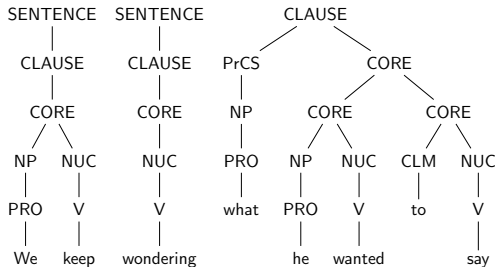 SENTENCE SENTENCE CLAUSE
CLAUSE CLAUSE PrCS CORE
CORE CORE NP CORE CORE
NP NUC NUC PRO NP NUC CLM NUC
PRO V V what PRO V to V
We keep wondering he wanted say